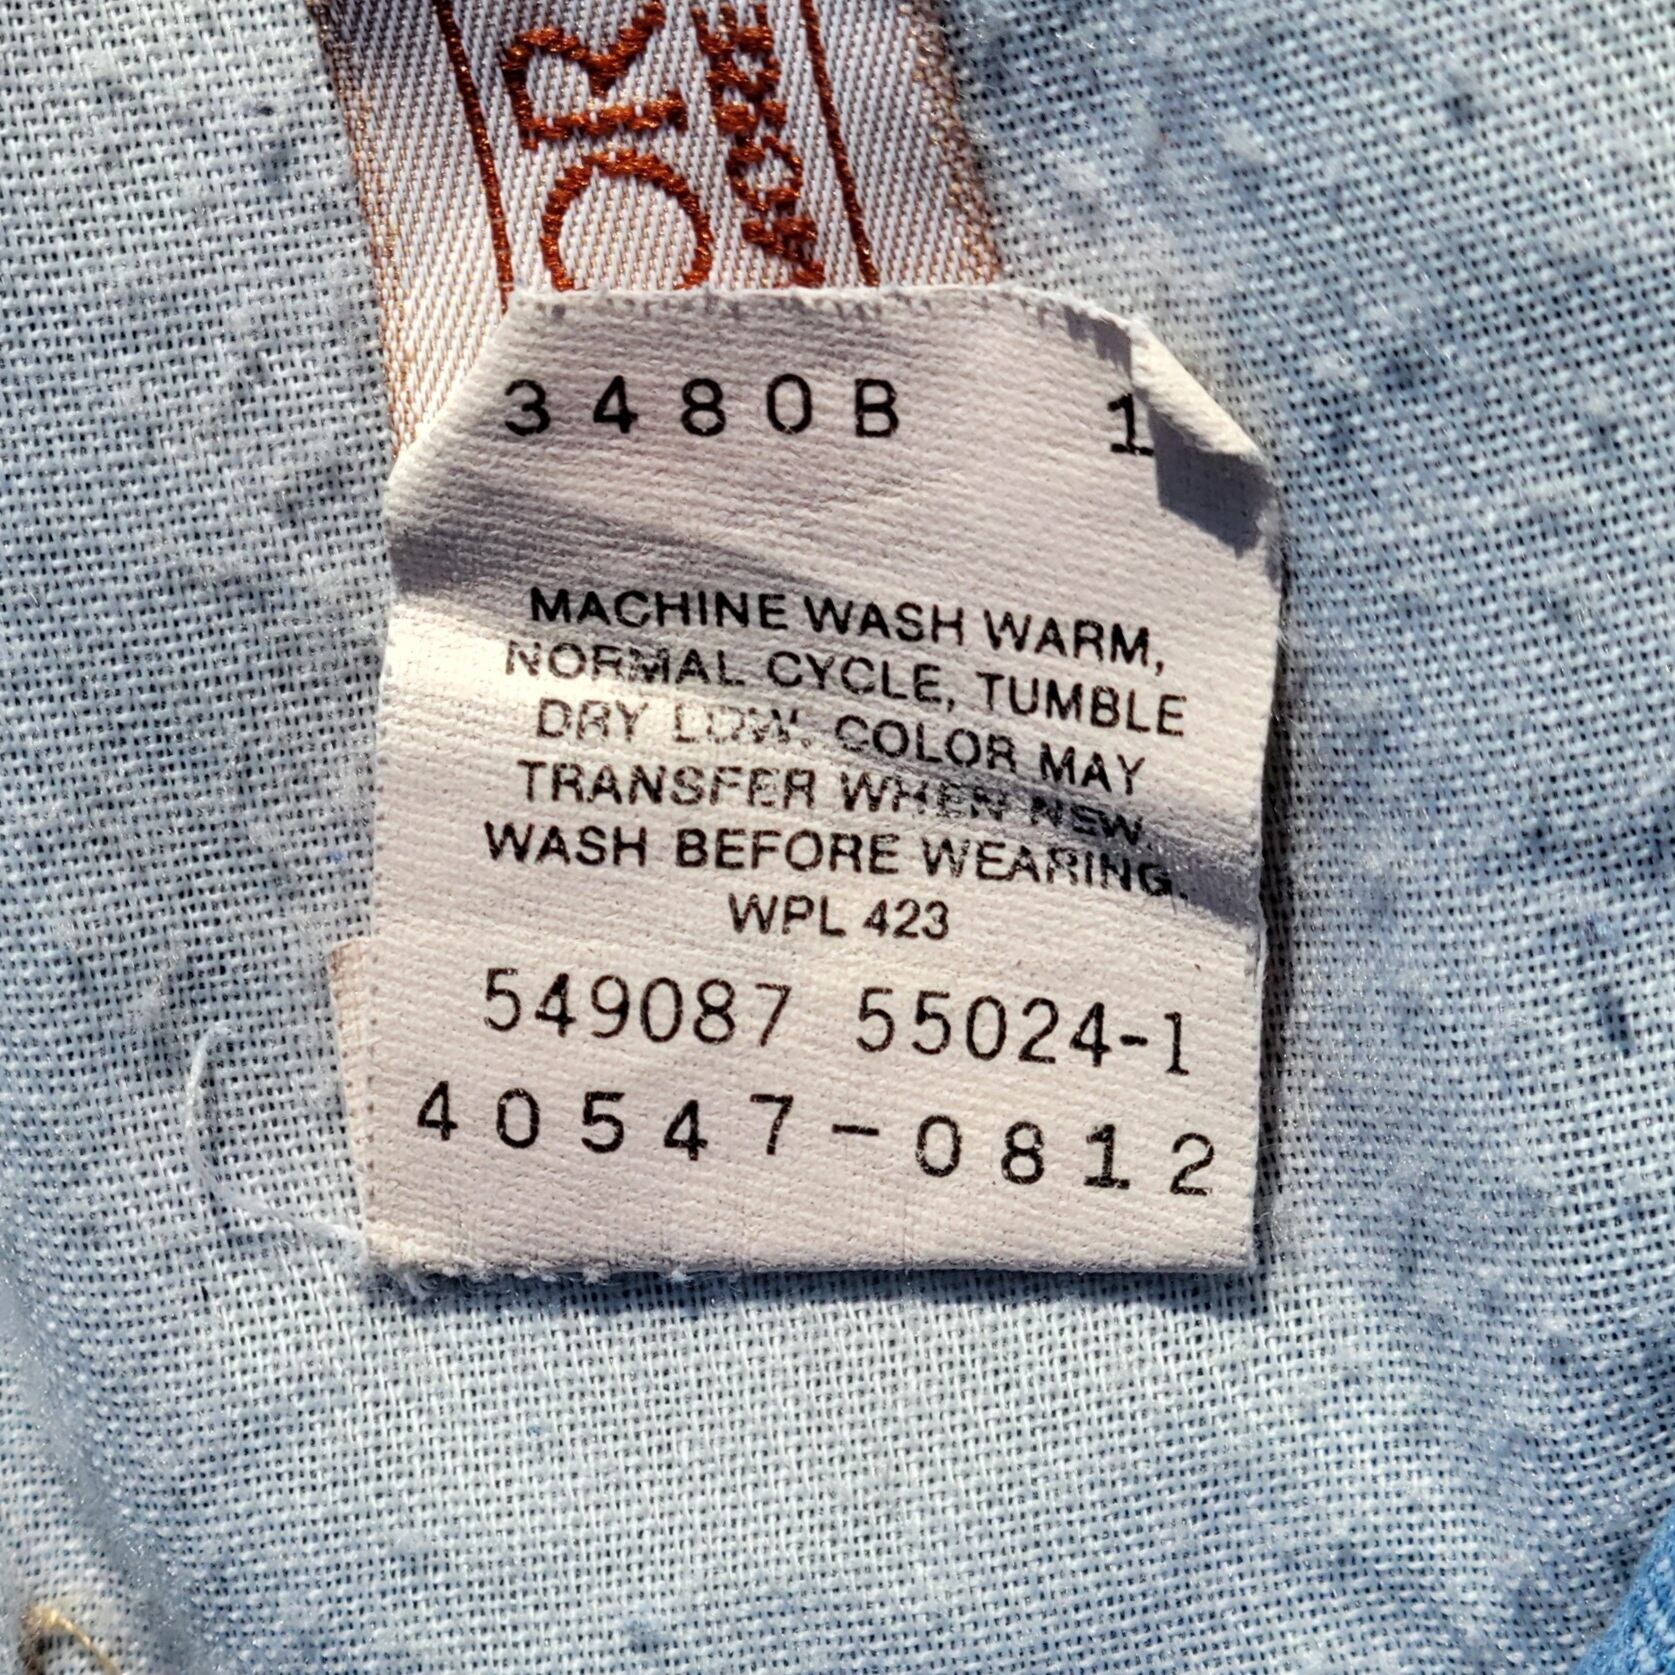 3480B 1
MACHINE WASH WARM,
NORMAL CYCLE, TUMBLE
DRY LOW. COLOR MAY
TRANSFER WHEN NEW.
WASH BEFORE WEARING.
WPL 423
549087 55024-1
40547-0812